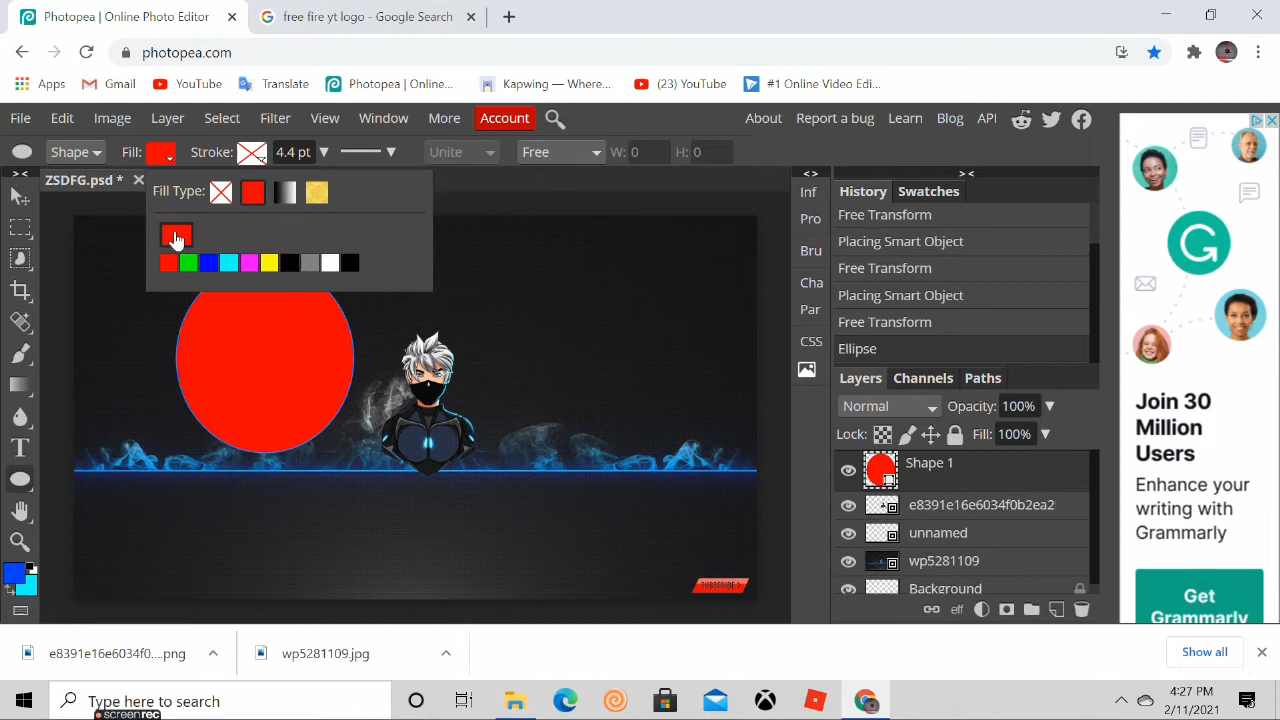 Photopea | Online Photo Editor
free fire yt logo - Google Search
photopea.com
Apps
Gmail
YouTube
Translate
Photopea | Online...
Kapwing — Where...
(23) YouTube
#1 Online Video Edi...
File Edit Image Layer Select Filter View Window More Account
About Report a bug Learn Blog API
Shape Fill: Stroke: 4.4 pt Unite Free W: 0 H: 0
ZSDFG.psd *
Fill Type:
SUBSCRIBE
Inf
Pro
Bru
Cha
Par
CSS
History Swatches
Free Transform
Placing Smart Object
Free Transform
Placing Smart Object
Free Transform
Ellipse
Layers Channels Paths
Normal Opacity: 100%
Lock: Fill: 100%
Shape 1
e8391e16e6034f0b2ea2
unnamed
wp5281109
Background
eff
Join 30
Million
Users
Enhance your
writing with
Grammarly
Get
Grammarly
e8391e16e6034f0....png
wp5281109.jpg
Show all
Type here to search
screenrec
4:27 PM
2/11/2021